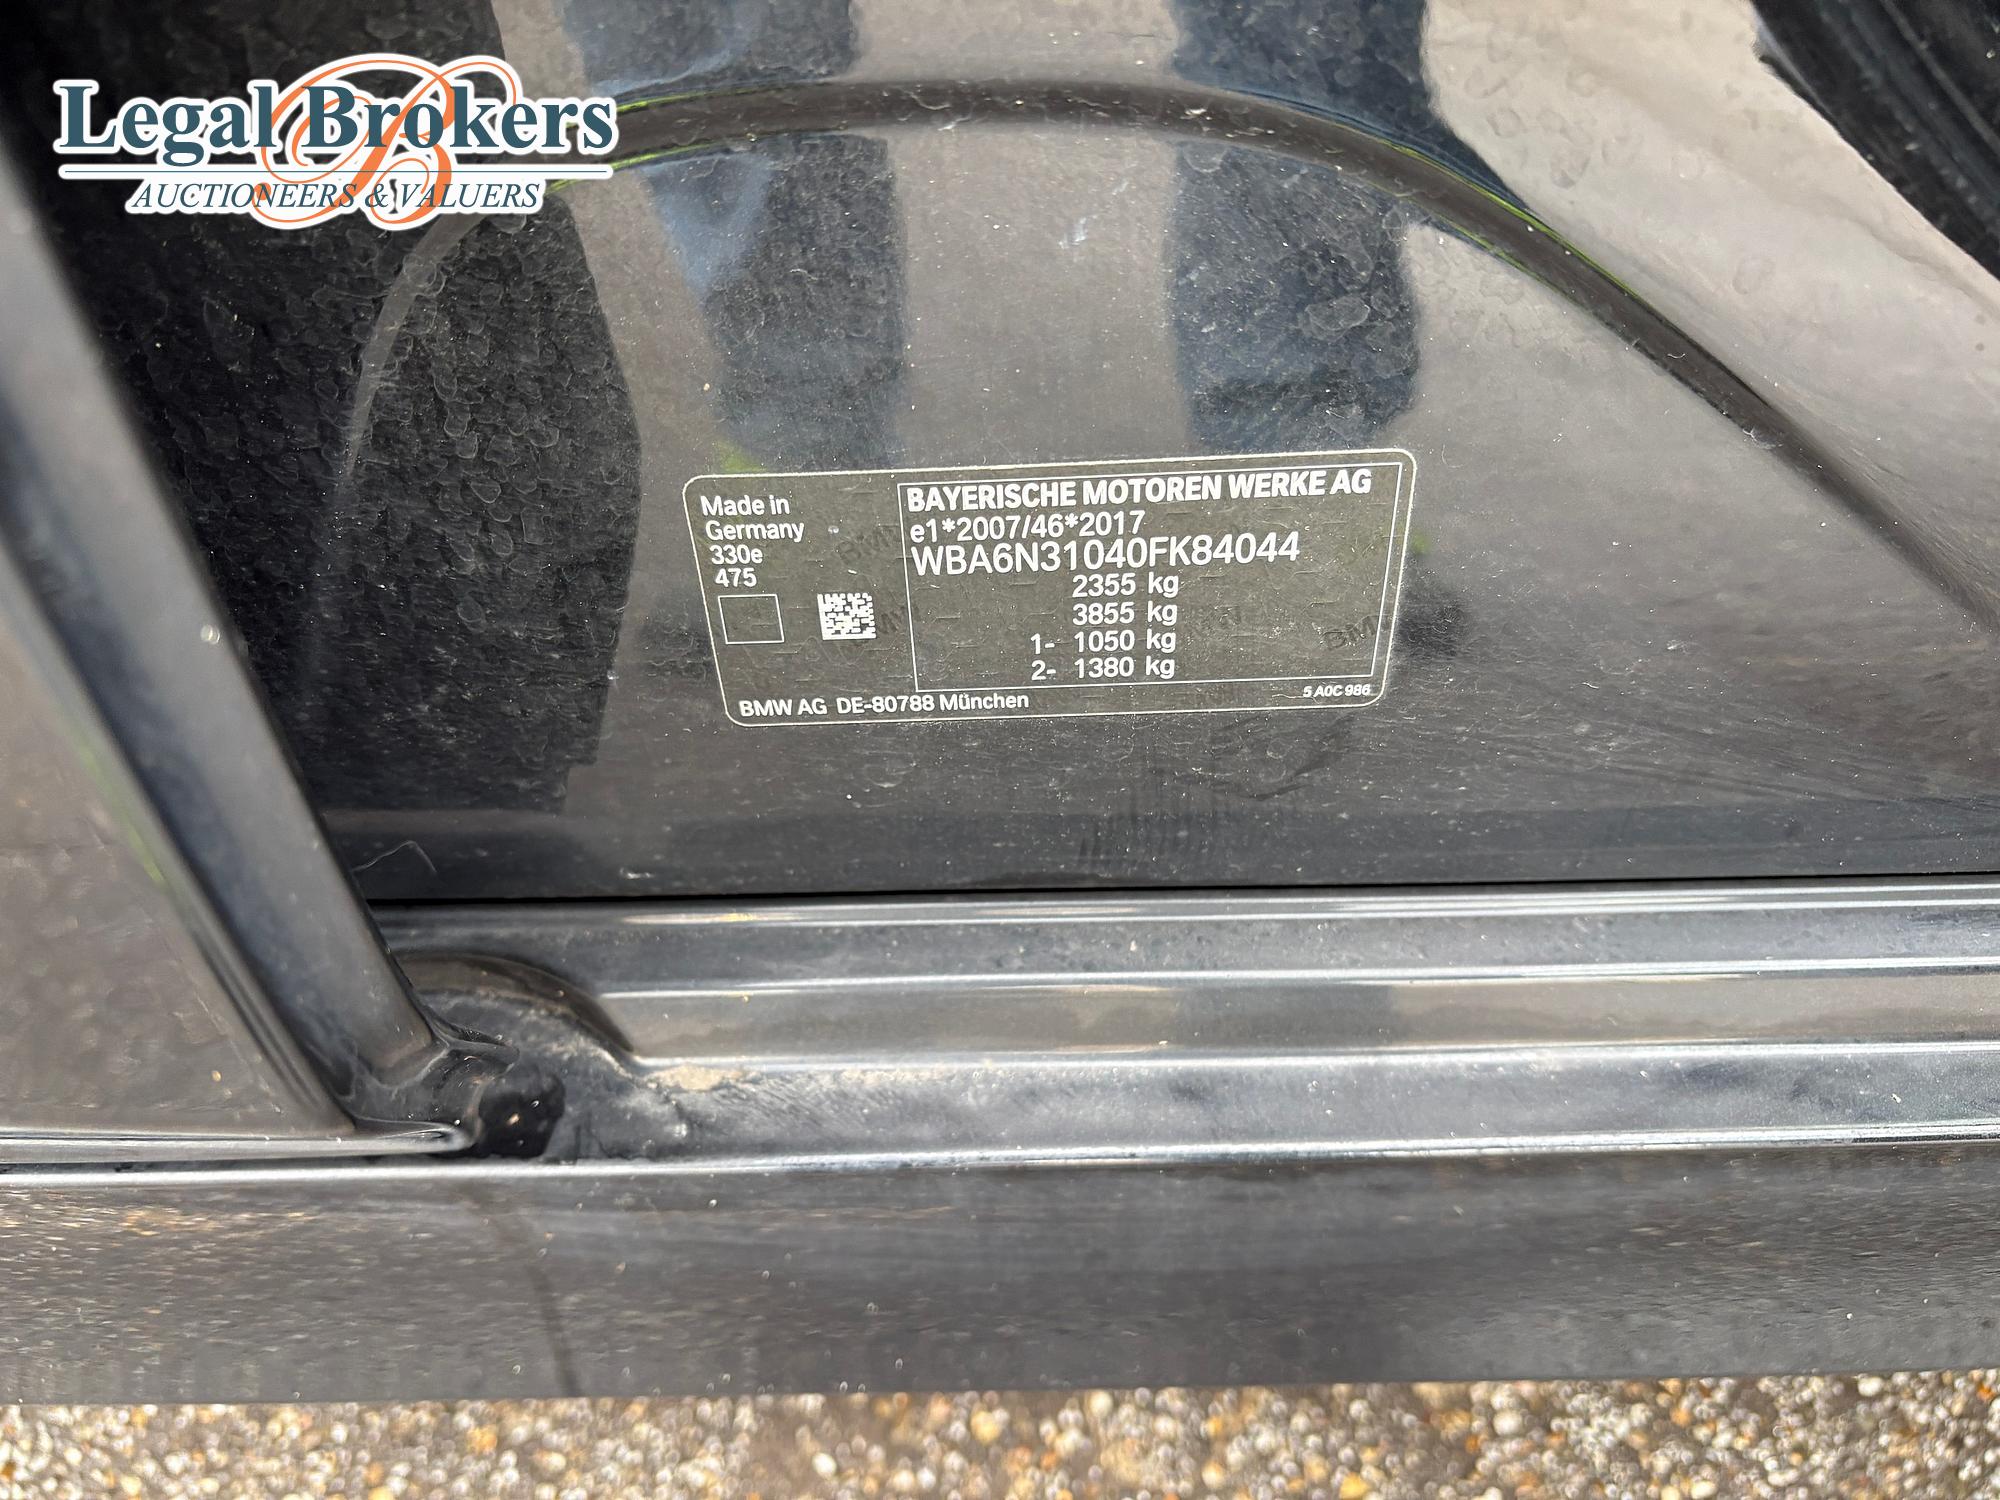 Legal Brokers
AUCTIONEERS & VALUERS
Made in
Germany
330e
475
BMW AG DE-80788 München
BAYERISCHE MOTOREN WERKE AG
e1*2007/46*2017
WBA6N31040FK84044
2355 kg
3855 kg
1- 1050 kg
2- 1380 kg
5 A0C 986